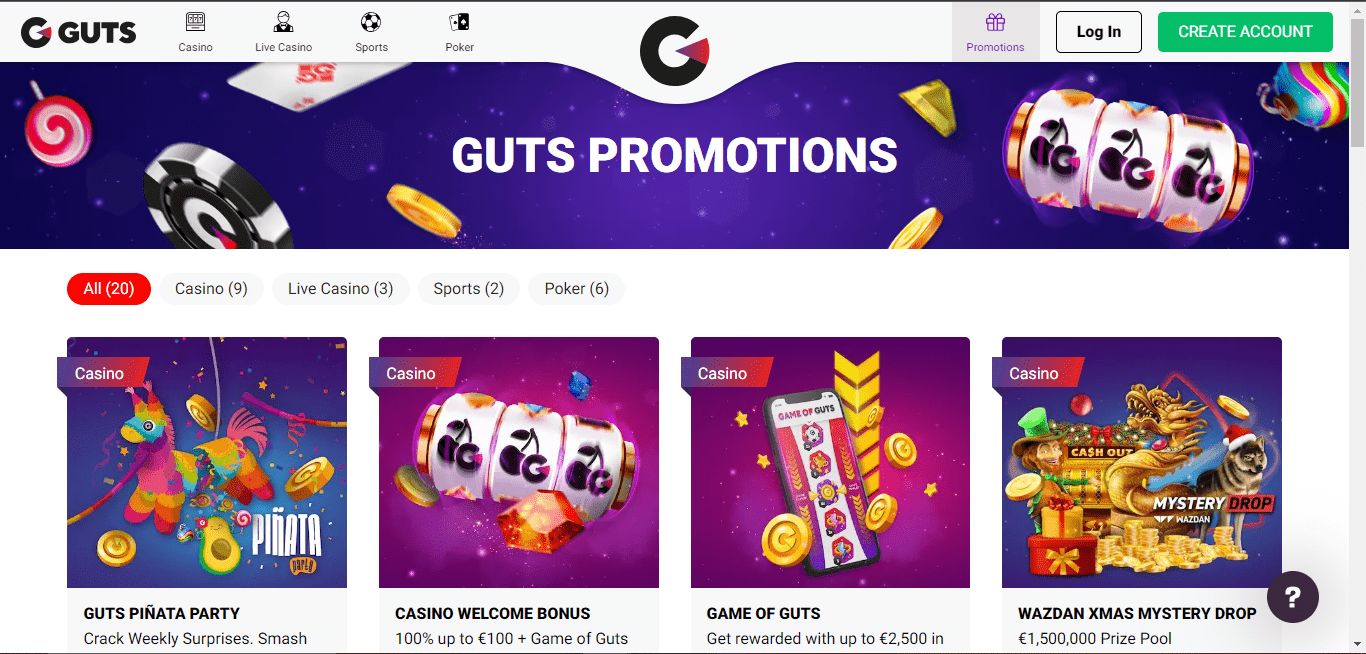 GUTS
Casino
Live Casino
Sports
Poker
Promotions
Log In
CREATE ACCOUNT
GUTS PROMOTIONS
All (20)
Casino (9)
Live Casino (3)
Sports (2)
Poker (6)
Casino
Casino
Casino
Casino
PIÑATA
GAME OF GUTS
CA$H OUT
MYSTERY DROP
WAZDAN
GUTS PIÑATA PARTY
Crack Weekly Surprises. Smash
CASINO WELCOME BONUS
100% up to €100 + Game of Guts
GAME OF GUTS
Get rewarded with up to €2,500 in
WAZDAN XMAS MYSTERY DROP
€1,500,000 Prize Pool
?